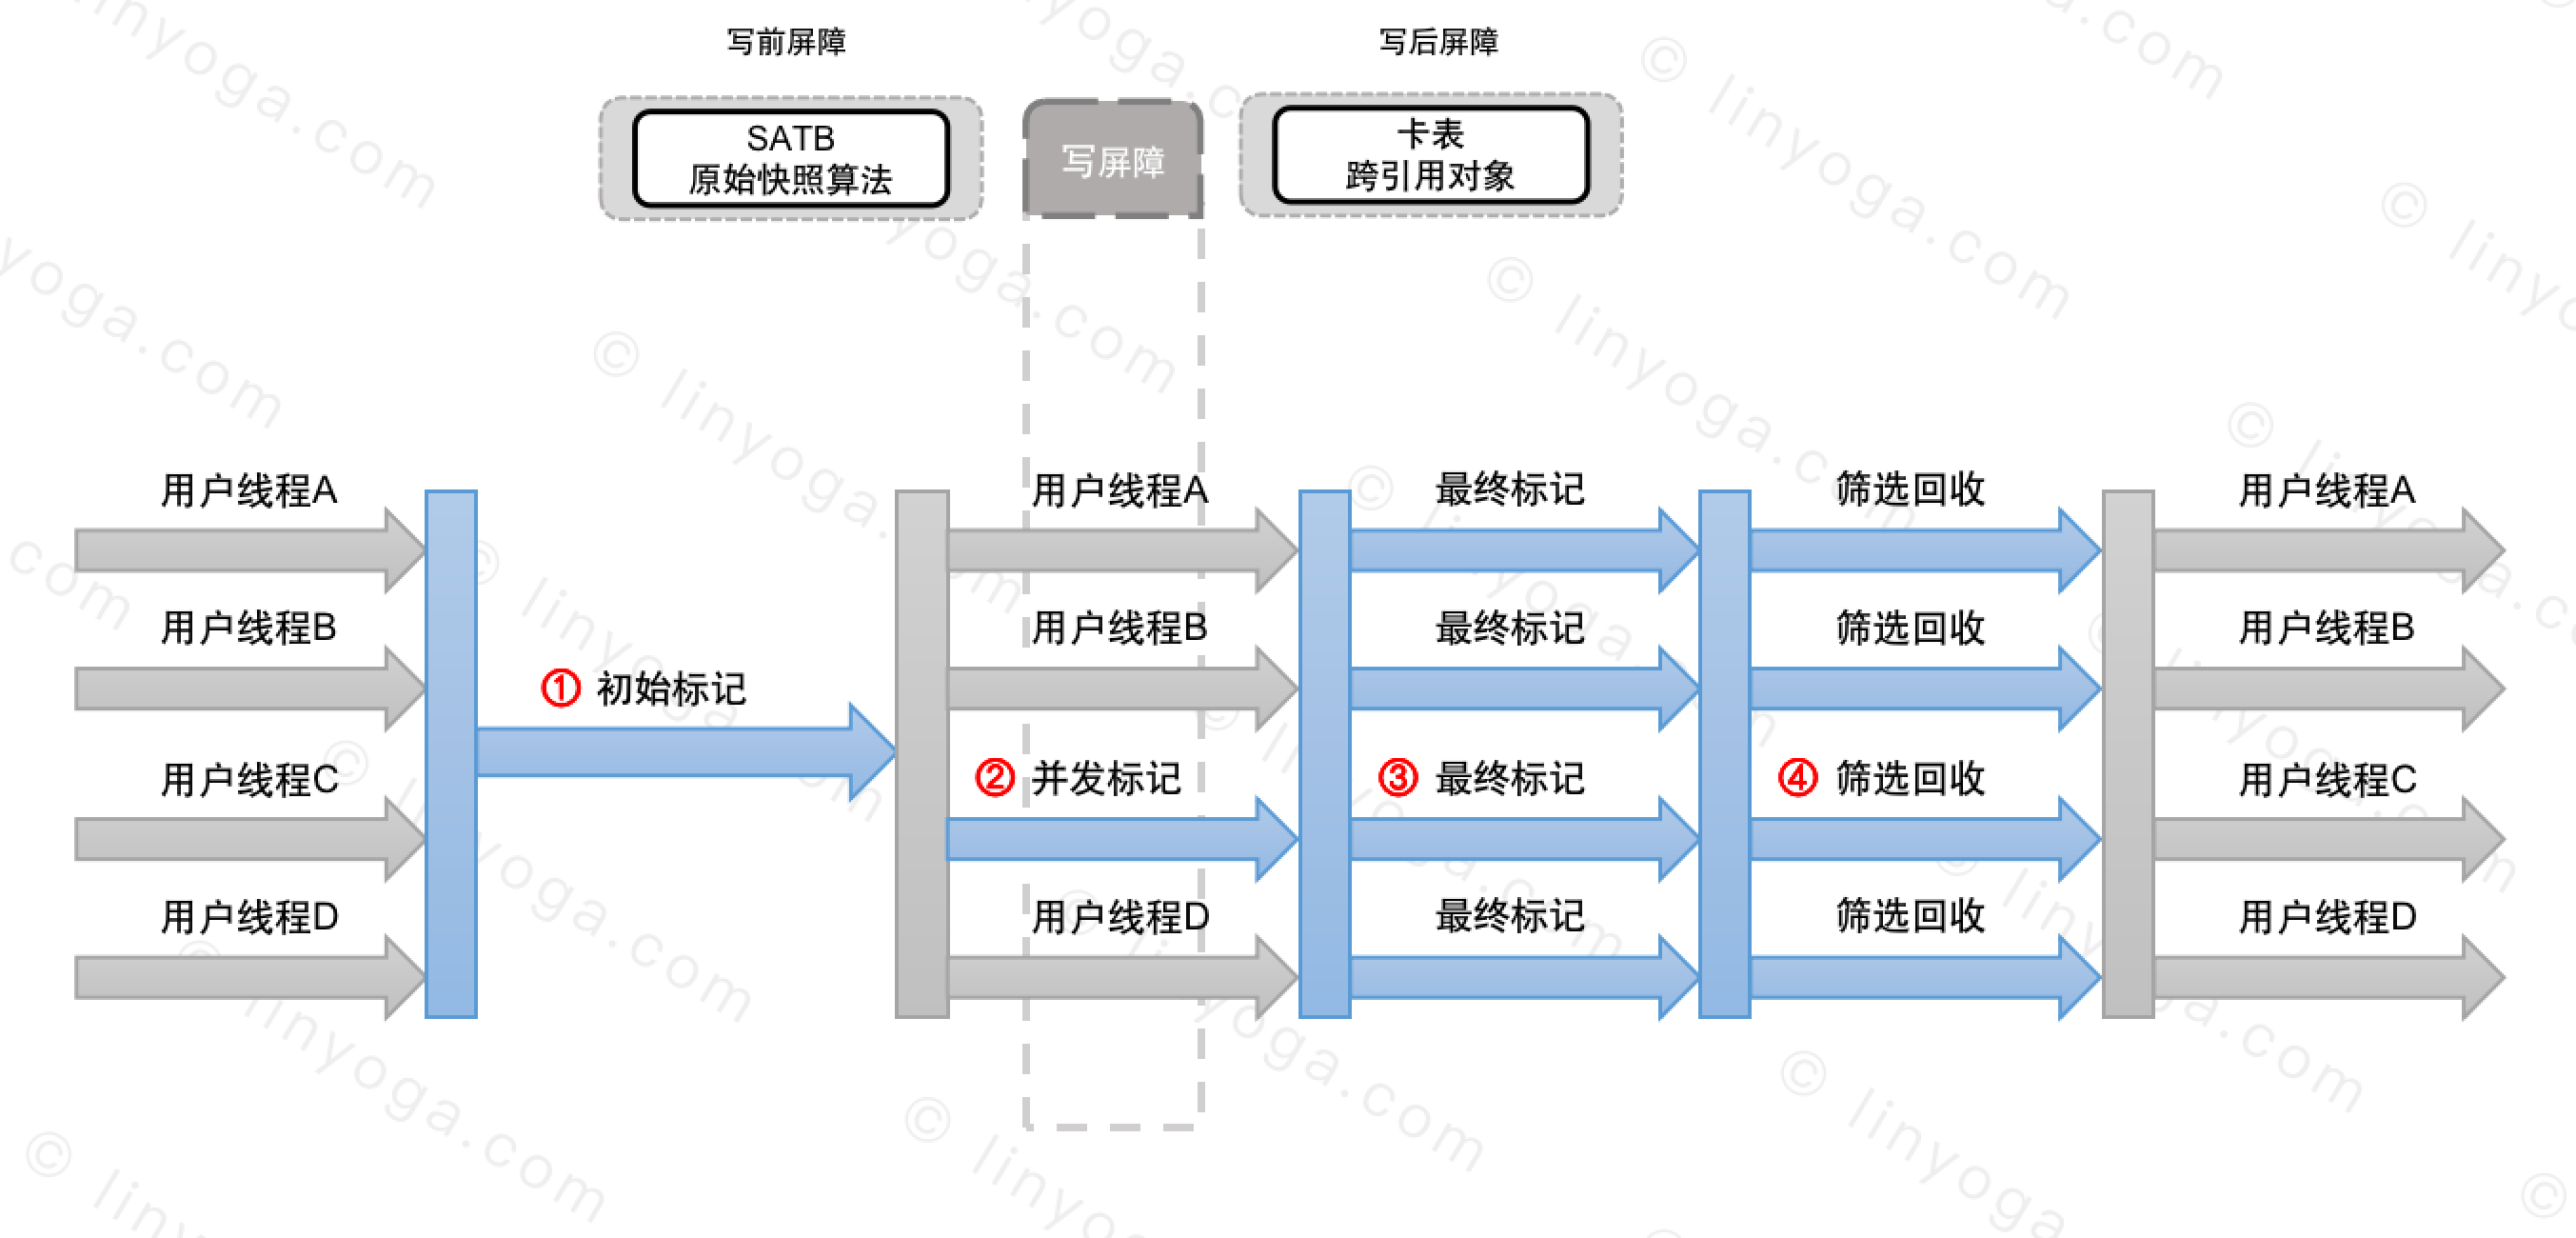 写前屏障
写后屏障
SATB
原始快照算法
写屏障
卡表
跨引用对象
用户线程A
用户线程A
最终标记
筛选回收
用户线程A
用户线程B
用户线程B
最终标记
筛选回收
用户线程B
① 初始标记
用户线程C
② 并发标记
③ 最终标记
④ 筛选回收
用户线程C
用户线程D
用户线程D
最终标记
筛选回收
用户线程D
© linyoga.com